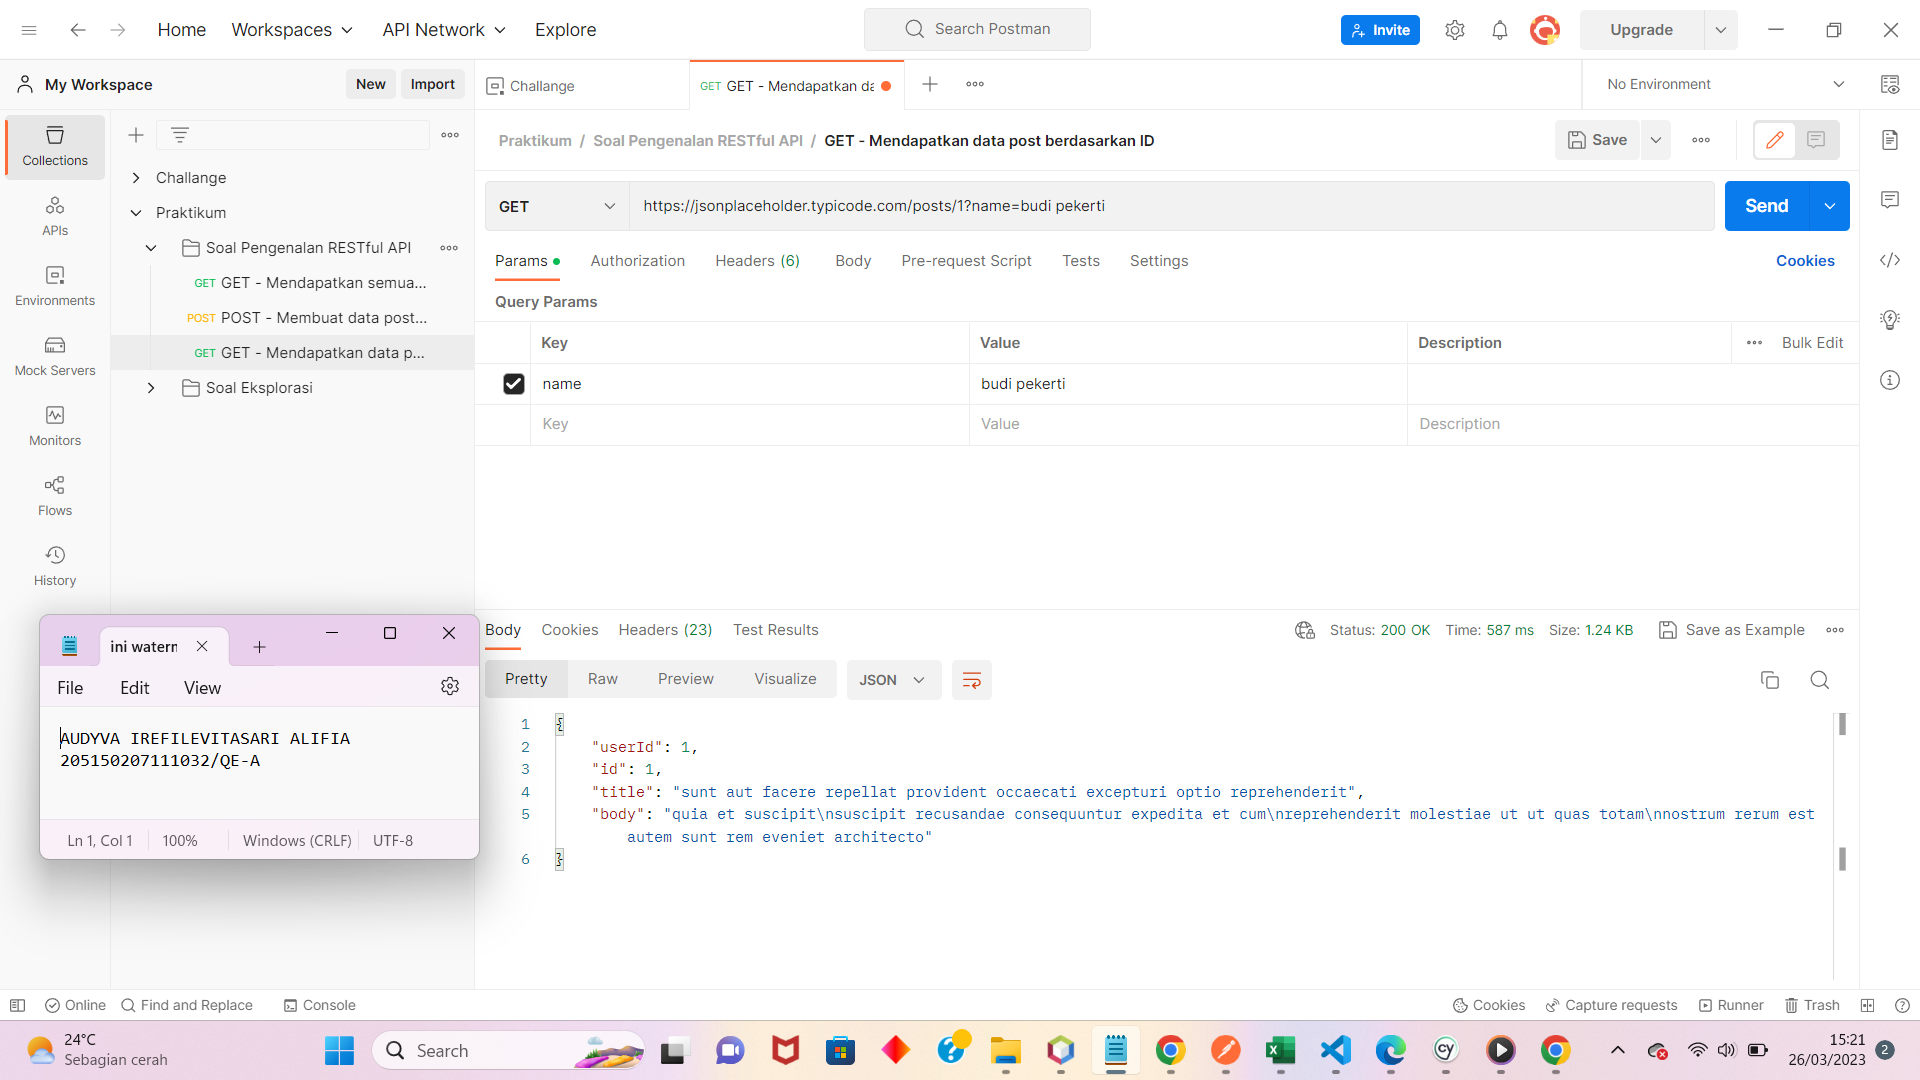 Home Workspaces API Network Explore Search Postman Invite Upgrade
My Workspace New Import Challange GET GET - Mendapatkan da No Environment
Collections
APIs
Environments
Mock Servers
Monitors
Flows
History
Challange
Praktikum
Soal Pengenalan RESTful API
GET GET - Mendapatkan semua...
POST POST - Membuat data post...
GET GET - Mendapatkan data p...
Soal Eksplorasi
Praktikum / Soal Pengenalan RESTful API / GET - Mendapatkan data post berdasarkan ID Save
GET https://jsonplaceholder.typicode.com/posts/1?name=budi pekerti Send
Params Authorization Headers (6) Body Pre-request Script Tests Settings Cookies
Query Params
Key Value Description Bulk Edit
name budi pekerti
Key Value Description
Body Cookies Headers (23) Test Results Status: 200 OK Time: 587 ms Size: 1.24 KB Save as Example
Pretty Raw Preview Visualize JSON
1 {
2 "userId": 1,
3 "id": 1,
4 "title": "sunt aut facere repellat provident occaecati excepturi optio reprehenderit",
5 "body": "quia et suscipit\nsuscipit recusandae consequuntur expedita et cum\nreprehenderit molestiae ut ut quas totam\nnostrum rerum est
autem sunt rem eveniet architecto"
6 }
ini watern
File Edit View
AUDYVA IREFILEVITASARI ALIFIA
205150207111032/QE-A
Ln 1, Col 1 100% Windows (CRLF) UTF-8
Online Find and Replace Console Cookies Capture requests Runner Trash
24°C
Sebagian cerah
Search
cy
15:21
26/03/2023
2